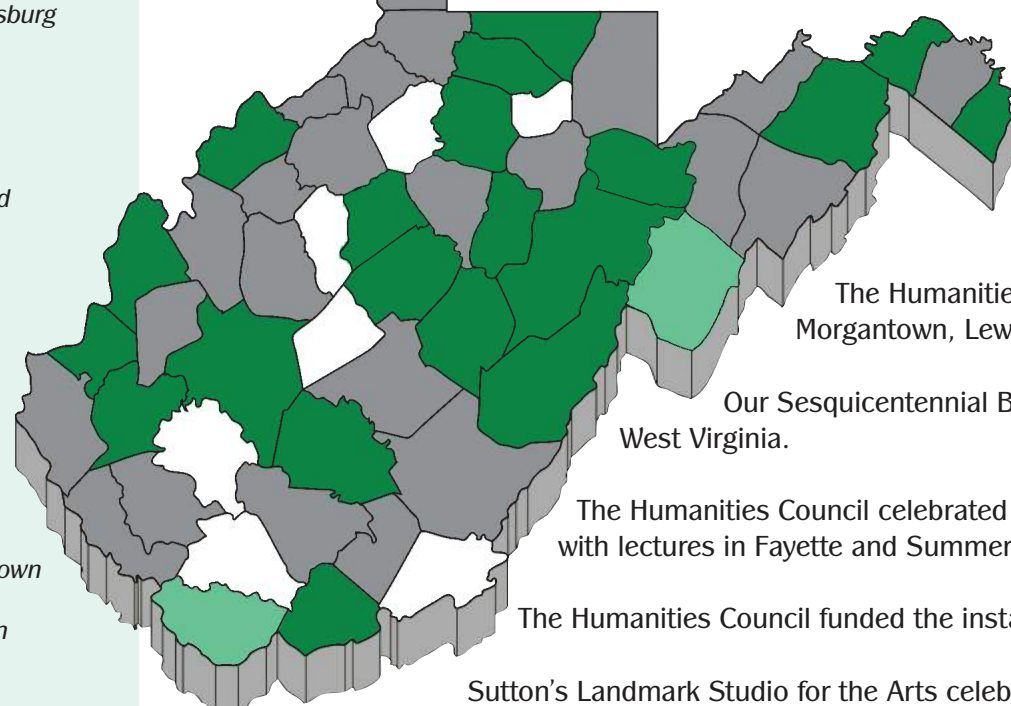 sburg
d
The Humanitie
Morgantown, Lew
Our Sesquicentennial B
West Virginia.
The Humanities Council celebrated
with lectures in Fayette and Summer
own
The Humanities Council funded the insta
n
Sutton's Landmark Studio for the Arts celeb